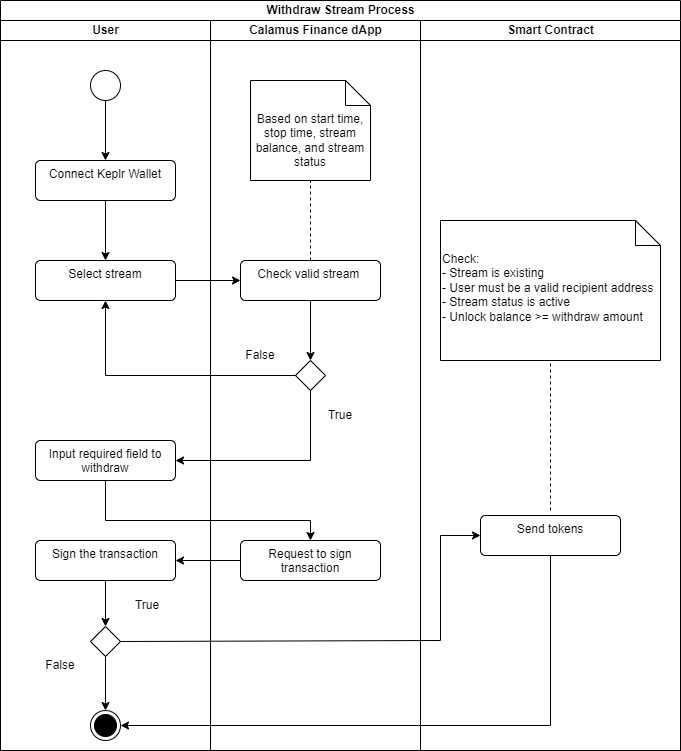 Withdraw Stream Process
User
Calamus Finance dApp
Smart Contract
Based on start time,
stop time, stream
balance, and stream
status
Connect Keplr Wallet
Check:
- Stream is existing
- User must be a valid recipient address
- Stream status is active
- Unlock balance >= withdraw amount
Select stream
Check valid stream
False
True
Input required field to
withdraw
Send tokens
Sign the transaction
Request to sign
transaction
True
False